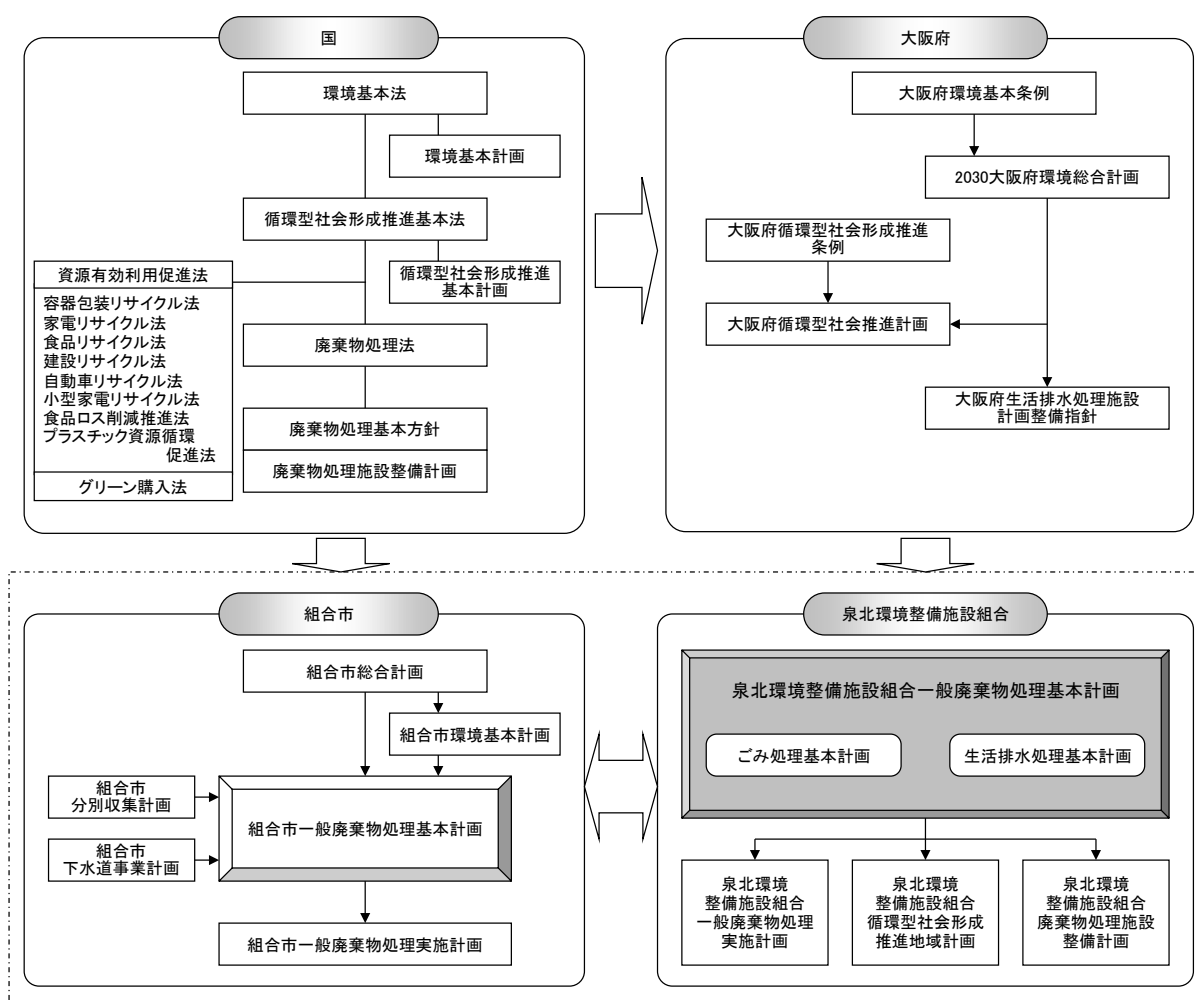 国
環境基本法
環境基本計画
循環型社会形成推進基本法
循環型社会形成推進
基本計画
資源有効利用促進法
容器包装リサイクル法
家電リサイクル法
食品リサイクル法
建設リサイクル法
自動車リサイクル法
小型家電リサイクル法
食品ロス削減推進法
プラスチック資源循環
促進法
グリーン購入法
廃棄物処理法
廃棄物処理基本方針
廃棄物処理施設整備計画
大阪府
大阪府環境基本条例
2030大阪府環境総合計画
大阪府循環型社会形成推進
条例
大阪府循環型社会推進計画
大阪府生活排水処理施設
計画整備指針
組合市
組合市総合計画
組合市環境基本計画
組合市
分別収集計画
組合市
下水道事業計画
組合市一般廃棄物処理基本計画
組合市一般廃棄物処理実施計画
泉北環境整備施設組合
泉北環境整備施設組合一般廃棄物処理基本計画
ごみ処理基本計画
生活排水処理基本計画
泉北環境
整備施設組合
一般廃棄物処理
実施計画
泉北環境
整備施設組合
循環型社会形成
推進地域計画
泉北環境
整備施設組合
廃棄物処理施設
整備計画